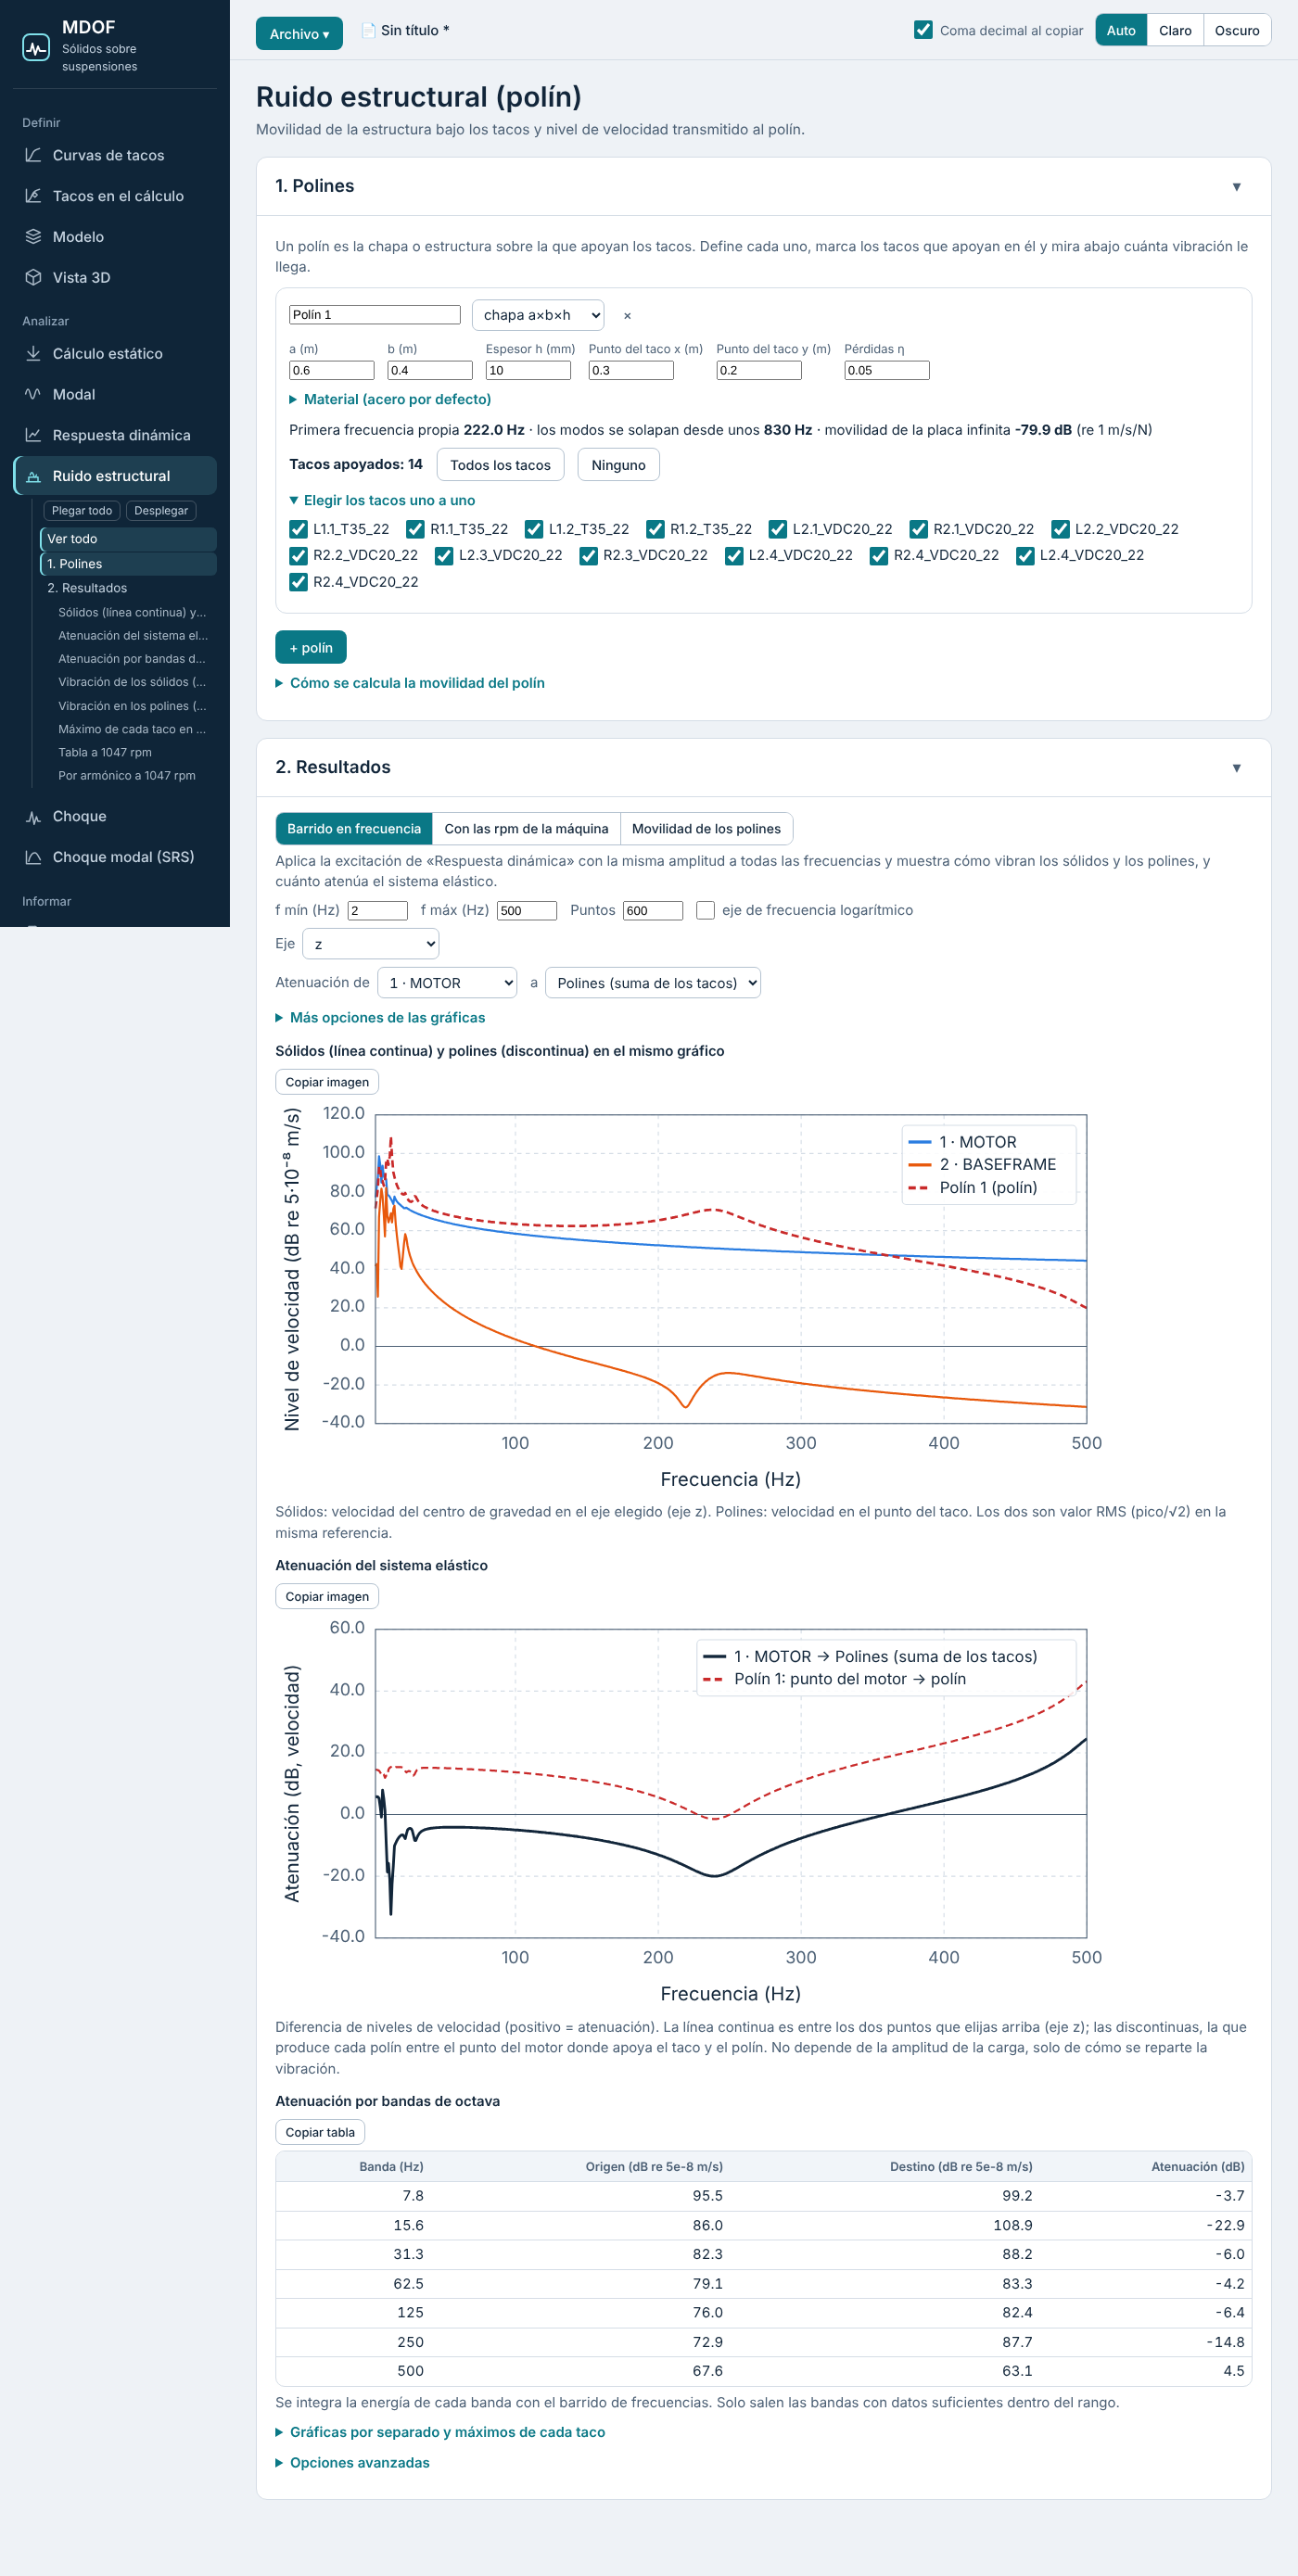 MDOF
Sólidos sobre
suspensiones
Definir
Curvas de tacos
Tacos en el cálculo
Modelo
Vista 3D
Analizar
Cálculo estático
Modal
Respuesta dinámica
Ruido estructural
Plegar todo Desplegar
Ver todo
1. Polines
2. Resultados
Sólidos (línea continua) y...
Atenuación del sistema el...
Atenuación por bandas d...
Vibración de los sólidos (...
Vibración en los polines (...
Máximo de cada taco en ...
Tabla a 1047 rpm
Por armónico a 1047 rpm
Choque
Choque modal (SRS)
Informar
Archivo ▾ Sin título * Coma decimal al copiar Auto Claro Oscuro
Ruido estructural (polín)
Movilidad de la estructura bajo los tacos y nivel de velocidad transmitido al polín.
1. Polines ▼
Un polín es la chapa o estructura sobre la que apoyan los tacos. Define cada uno, marca los tacos que apoyan en él y mira abajo cuánta vibración le
llega.
Polín 1 chapa a×b×h ×
a (m) b (m) Espesor h (mm) Punto del taco x (m) Punto del taco y (m) Pérdidas η
0.6 0.4 10 0.3 0.2 0.05
▶ Material (acero por defecto)
Primera frecuencia propia 222.0 Hz · los modos se solapan desde unos 830 Hz · movilidad de la placa infinita -79.9 dB (re 1 m/s/N)
Tacos apoyados: 14 Todos los tacos Ninguno
▼ Elegir los tacos uno a uno
L1.1_T35_22 R1.1_T35_22 L1.2_T35_22 R1.2_T35_22 L2.1_VDC20_22 R2.1_VDC20_22 L2.2_VDC20_22
R2.2_VDC20_22 L2.3_VDC20_22 R2.3_VDC20_22 L2.4_VDC20_22 R2.4_VDC20_22 L2.4_VDC20_22
R2.4_VDC20_22
+ polín
▶ Cómo se calcula la movilidad del polín
2. Resultados ▼
Barrido en frecuencia Con las rpm de la máquina Movilidad de los polines
Aplica la excitación de «Respuesta dinámica» con la misma amplitud a todas las frecuencias y muestra cómo vibran los sólidos y los polines, y
cuánto atenúa el sistema elástico.
f mín (Hz) 2 f máx (Hz) 500 Puntos 600 eje de frecuencia logarítmico
Eje z
Atenuación de 1 · MOTOR a Polines (suma de los tacos)
▶ Más opciones de las gráficas
Sólidos (línea continua) y polines (discontinua) en el mismo gráfico
Copiar imagen
Nivel de velocidad (dB re 5·10⁻⁸ m/s)
120.0
100.0
80.0
60.0
40.0
20.0
0.0
-20.0
-40.0
1 · MOTOR
2 · BASEFRAME
Polín 1 (polín)
100 200 300 400 500
Frecuencia (Hz)
Sólidos: velocidad del centro de gravedad en el eje elegido (eje z). Polines: velocidad en el punto del taco. Los dos son valor RMS (pico/√2) en la
misma referencia.
Atenuación del sistema elástico
Copiar imagen
Atenuación (dB, velocidad)
60.0
40.0
20.0
0.0
-20.0
-40.0
1 · MOTOR → Polines (suma de los tacos)
Polín 1: punto del motor → polín
100 200 300 400 500
Frecuencia (Hz)
Diferencia de niveles de velocidad (positivo = atenuación). La línea continua es entre los dos puntos que elijas arriba (eje z); las discontinuas, la que
produce cada polín entre el punto del motor donde apoya el taco y el polín. No depende de la amplitud de la carga, solo de cómo se reparte la
vibración.
Atenuación por bandas de octava
Copiar tabla
Banda (Hz) Origen (dB re 5e-8 m/s) Destino (dB re 5e-8 m/s) Atenuación (dB)
7.8 95.5 99.2 -3.7
15.6 86.0 108.9 -22.9
31.3 82.3 88.2 -6.0
62.5 79.1 83.3 -4.2
125 76.0 82.4 -6.4
250 72.9 87.7 -14.8
500 67.6 63.1 4.5
Se integra la energía de cada banda con el barrido de frecuencias. Solo salen las bandas con datos suficientes dentro del rango.
▶ Gráficas por separado y máximos de cada taco
▶ Opciones avanzadas